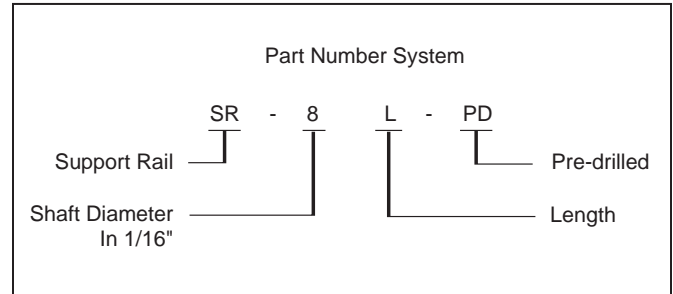 Part Number System
SR - 8 L - PD
Support Rail
Pre-drilled
Shaft Diameter
In 1/16"
Length